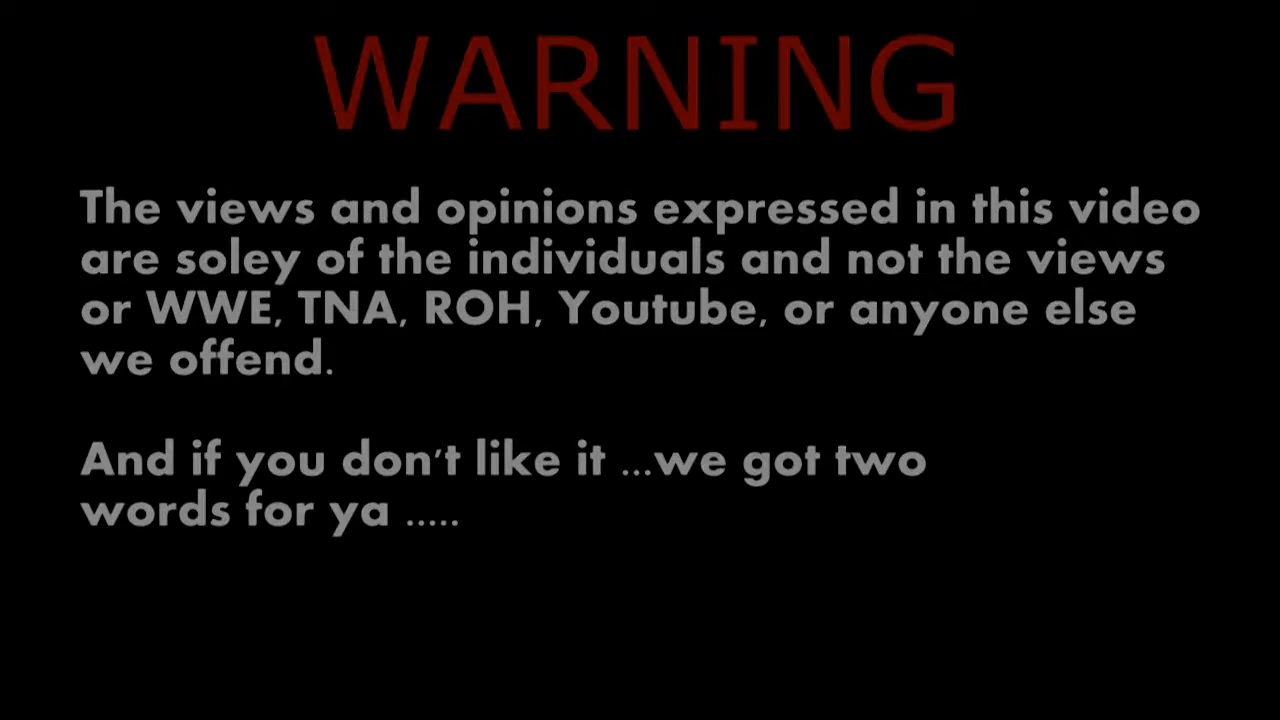 WARNING
The views and opinions expressed in this video
are soley of the individuals and not the views
or WWE, TNA, ROH, Youtube, or anyone else
we offend.
And if you don't like it ...we got two
words for ya .....